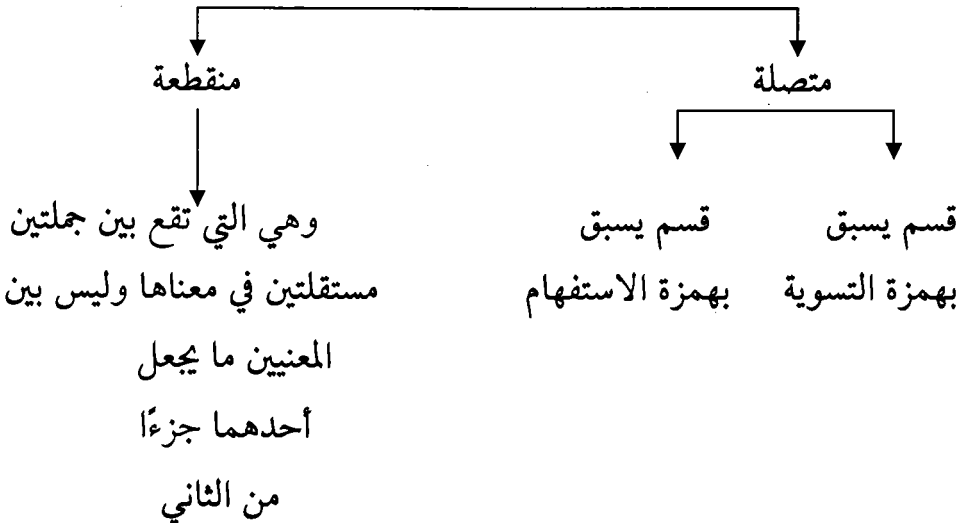 متصلة
منقطعة
قسم يسبق
بهمزة التسوية
قسم يسبق
بهمزة الاستفهام
وهي التي تقع بين جملتين
مستقلتين في معناها وليس بين
المعنيين ما يجعل
أحدهما جزءًا
من الثاني